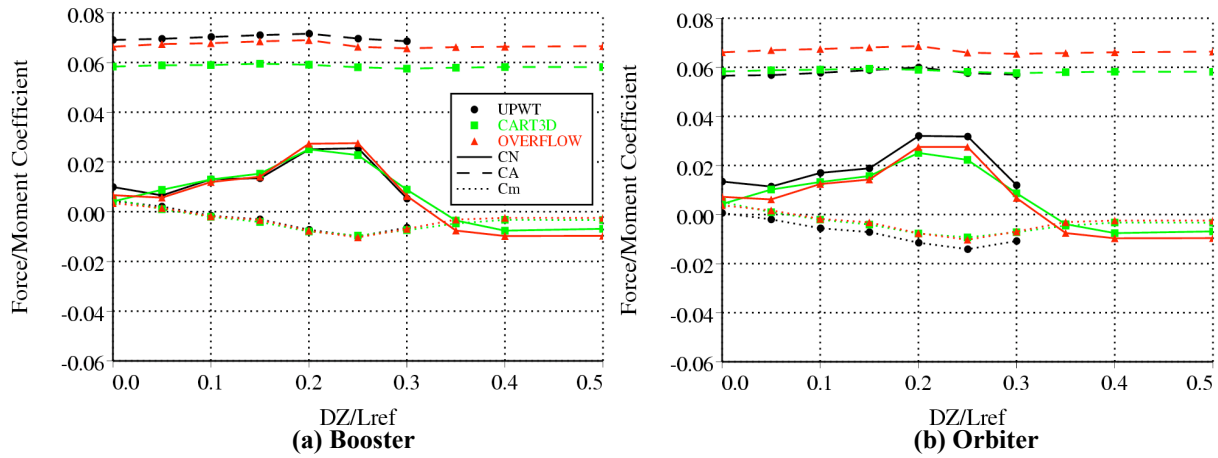 0.08
0.06
0.04
0.02
0.00
-0.02
-0.04
-0.06
Force/Moment Coefficient
UPWT
CART3D
OVERFLOW
CN
CA
Cm
0.0 0.1 0.2 0.3 0.4 0.5
DZ/Lref
(a) Booster
0.08
0.06
0.04
0.02
0.00
-0.02
-0.04
-0.06
Force/Moment Coefficient
0.0 0.1 0.2 0.3 0.4 0.5
DZ/Lref
(b) Orbiter